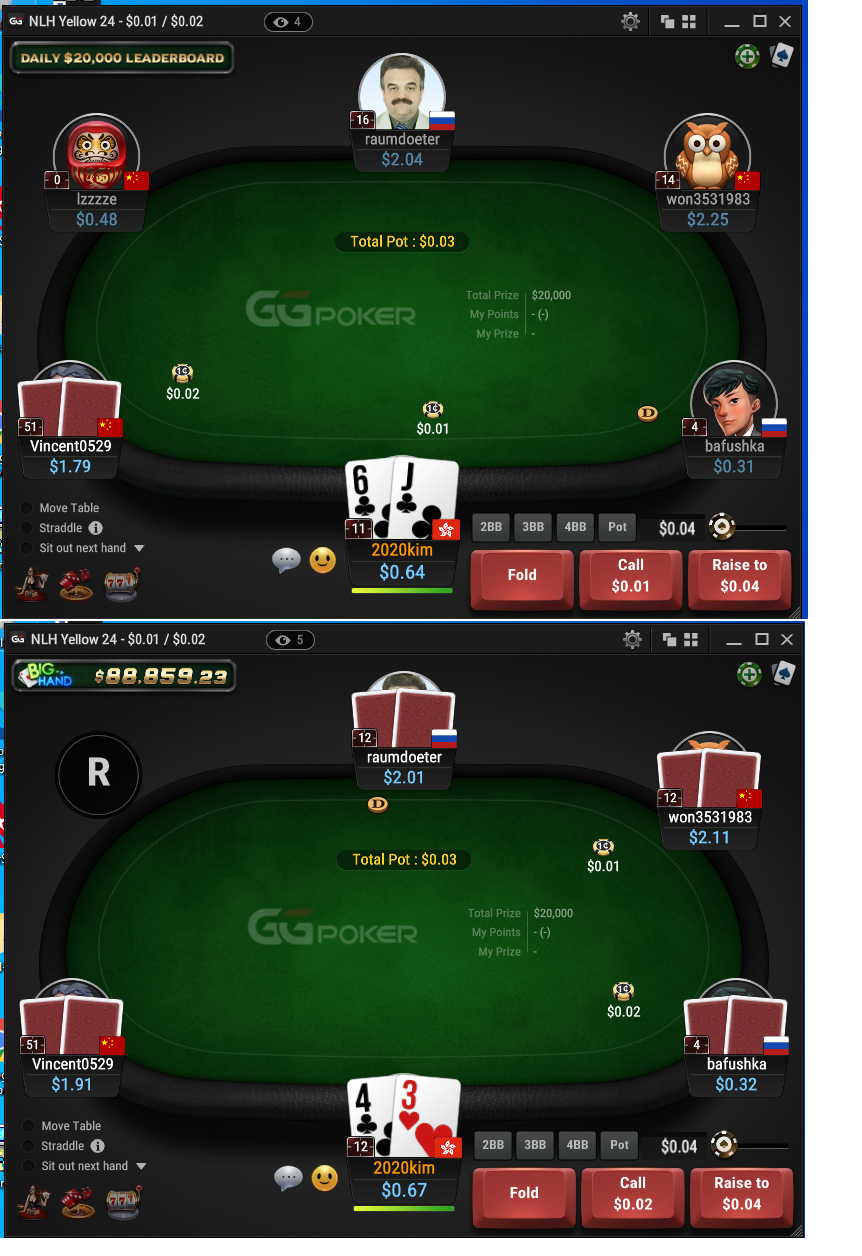 GG NLH Yellow 24 - $0.01 / $0.02
4
DAILY $20,000 LEADERBOARD
16
raumdoeter
$2.04
0
lzzzze
$0.48
14
won3531983
$2.25
Total Pot : $0.03
GGPOKER
Total Prize $20,000
My Points - (-)
My Prize -
1¢
$0.02
1¢
$0.01
D
51
Vincent0529
$1.79
4
bafushka
$0.31
6 J
11
2020kim
$0.64
Move Table
Straddle i
Sit out next hand
2BB 3BB 4BB Pot $0.04
Fold
Call $0.01
Raise to $0.04
GG NLH Yellow 24 - $0.01 / $0.02
5
BIG HAND $88,859.23
12
raumdoeter
$2.01
R
D
12
won3531983
$2.11
1¢
$0.01
Total Pot : $0.03
GGPOKER
Total Prize $20,000
My Points - (-)
My Prize -
1¢
$0.02
51
Vincent0529
$1.91
4
bafushka
$0.32
4 3
12
2020kim
$0.67
Move Table
Straddle i
Sit out next hand
2BB 3BB 4BB Pot $0.04
Fold
Call $0.02
Raise to $0.04